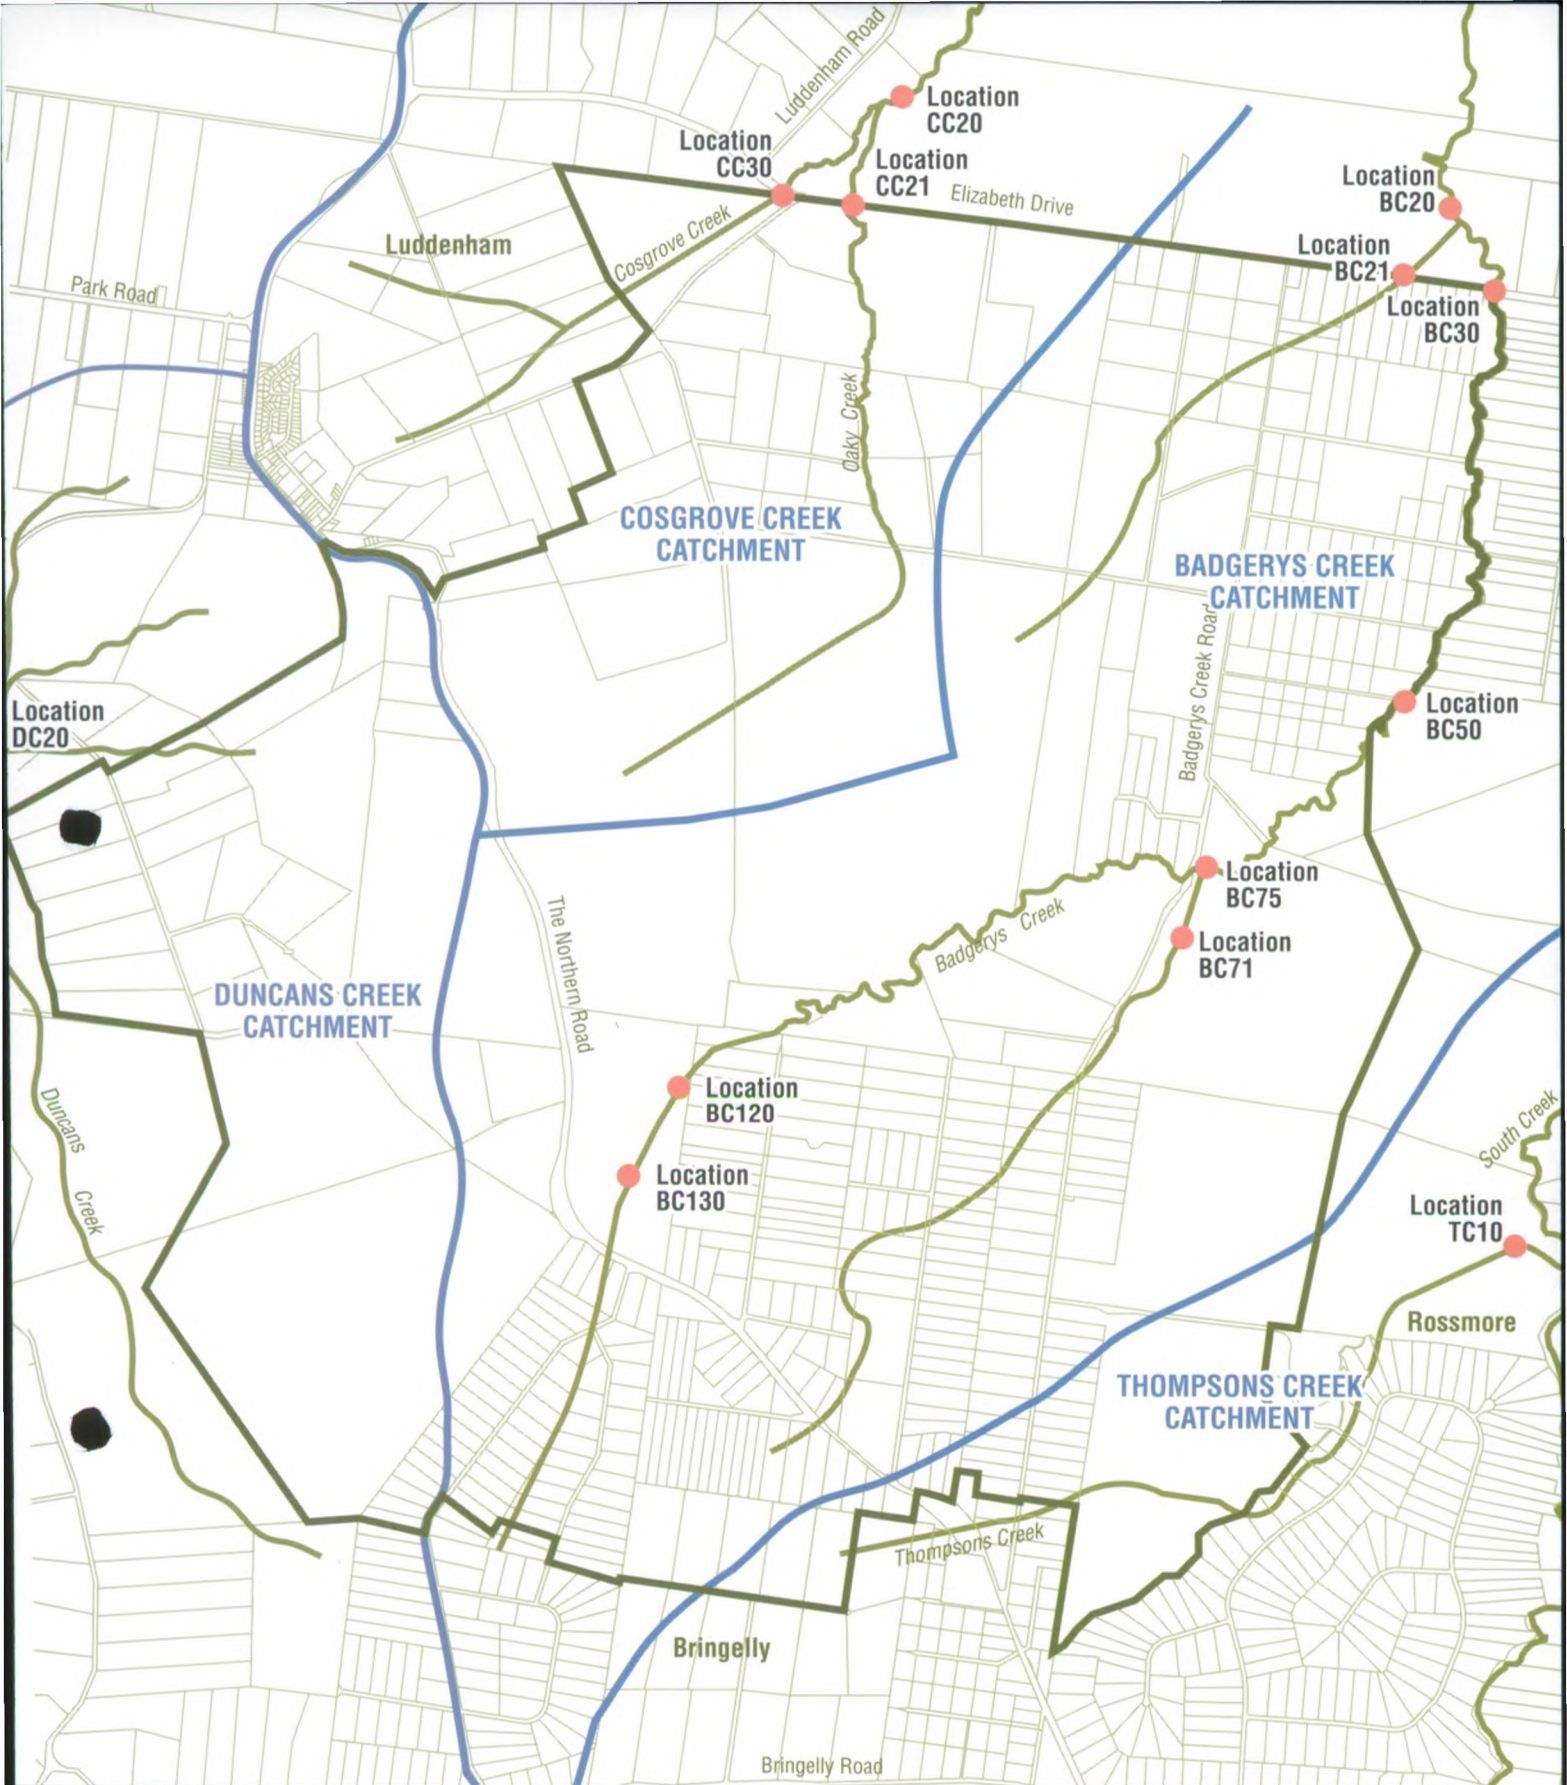 Luddenham Road
Location
CC20
Location
CC30
Location
CC21
Elizabeth Drive
Location
BC20
Cosgrove Creek
Luddenham
Location
BC21
Park Road
Location
BC30
Oaky Creek
COSGROVE CREEK
CATCHMENT
BADGERYS CREEK
CATCHMENT
Badgerys Creek Road
Location
DC20
Location
BC50
Location
BC75
The Northern Road
Badgerys Creek
Location
BC71
DUNCANS CREEK
CATCHMENT
Duncans Creek
Location
BC120
South Creek
Location
BC130
Location
TC10
Rossmore
THOMPSONS CREEK
CATCHMENT
Thompsons Creek
Bringelly
Bringelly Road